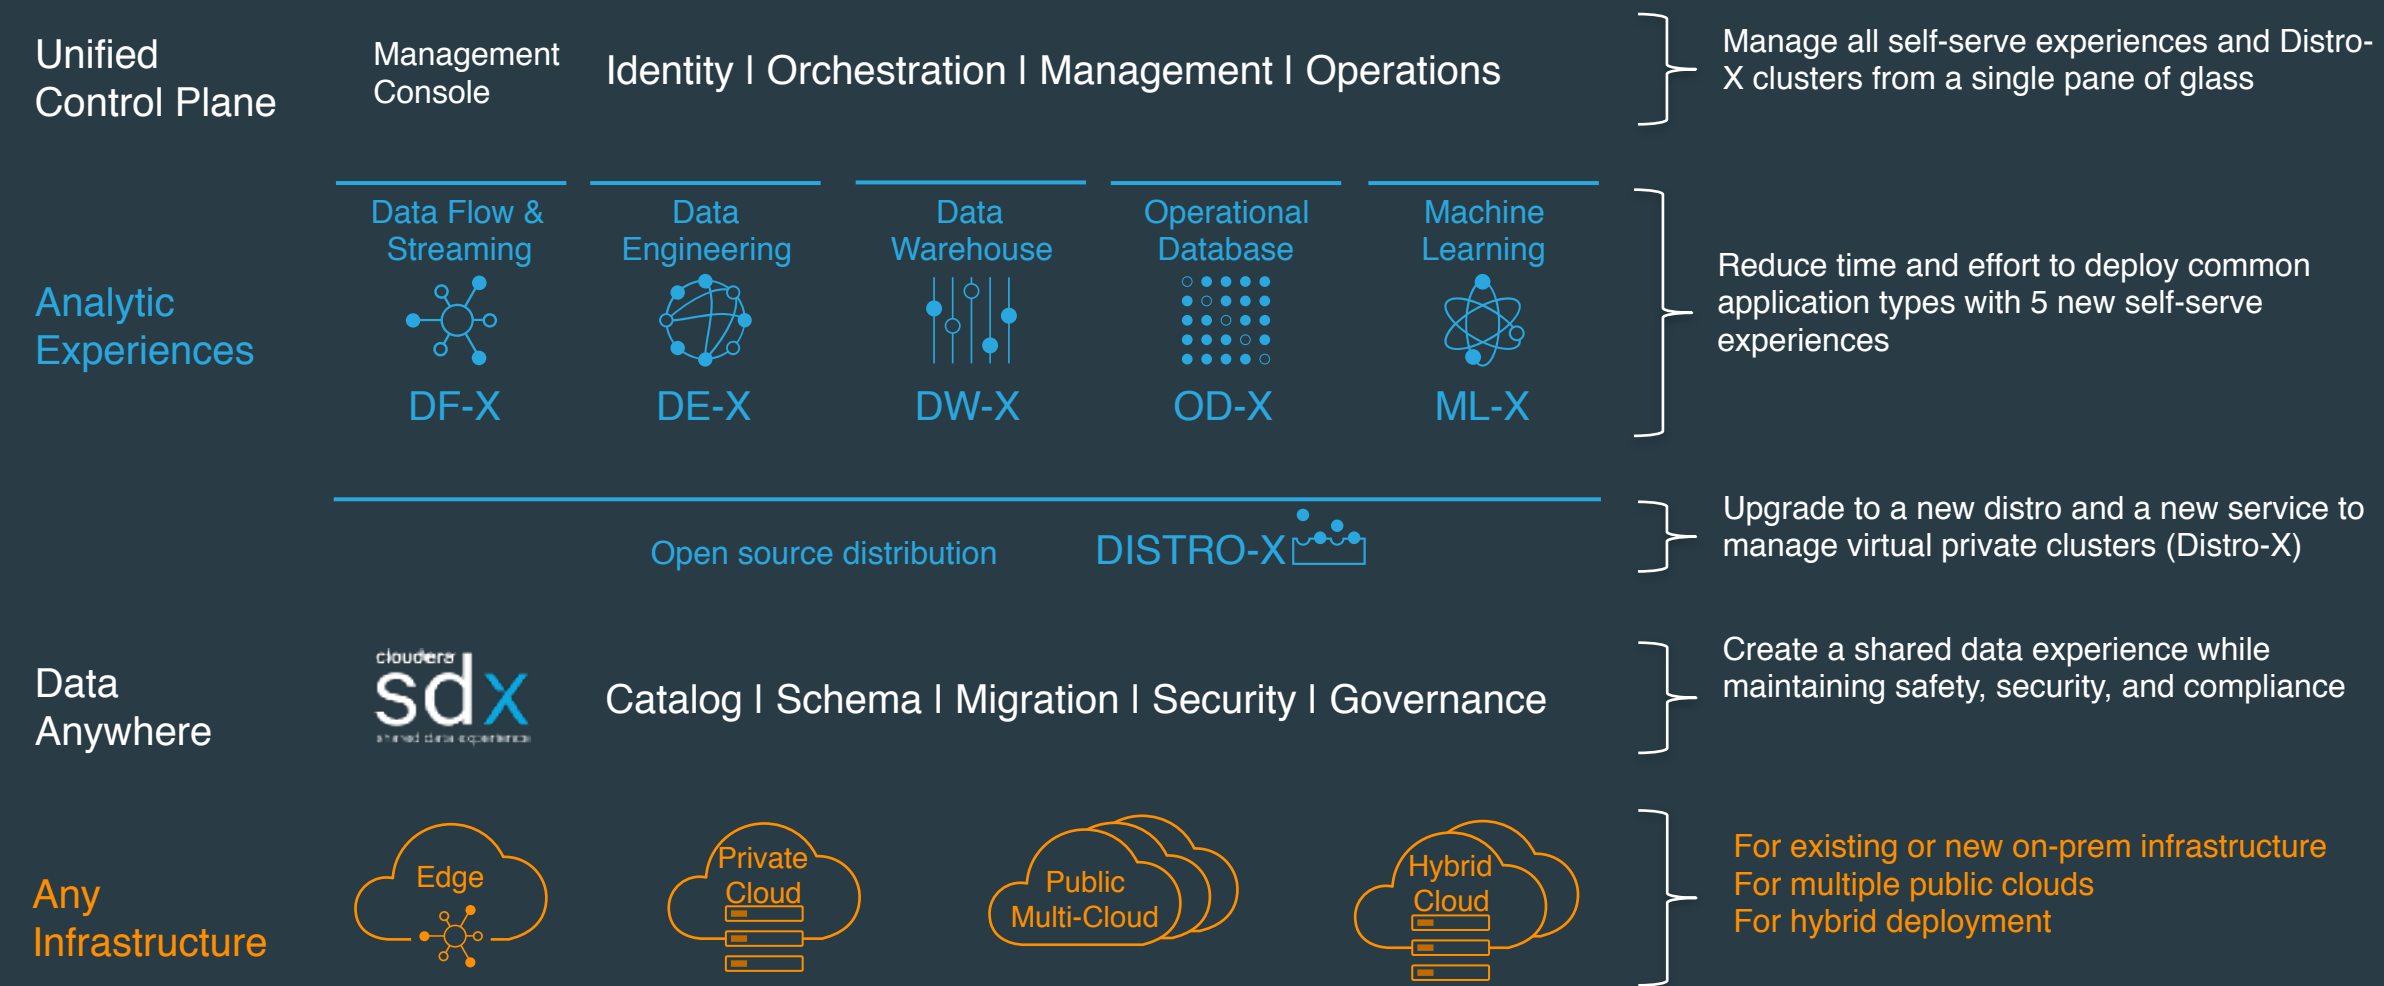 Unified
Control Plane
Management
Console
Identity | Orchestration | Management | Operations
Manage all self-serve experiences and Distro-
X clusters from a single pane of glass
Analytic
Experiences
Data Flow &
Streaming
DF-X
Data
Engineering
DE-X
Data
Warehouse
DW-X
Operational
Database
OD-X
Machine
Learning
ML-X
Reduce time and effort to deploy common
application types with 5 new self-serve
experiences
Open source distribution
DISTRO-X
Upgrade to a new distro and a new service to
manage virtual private clusters (Distro-X)
Data
Anywhere
cloudera
sdx
shared data experience
Catalog | Schema | Migration | Security | Governance
Create a shared data experience while
maintaining safety, security, and compliance
Any
Infrastructure
Edge
Private
Cloud
Public
Multi-Cloud
Hybrid
Cloud
For existing or new on-prem infrastructure
For multiple public clouds
For hybrid deployment